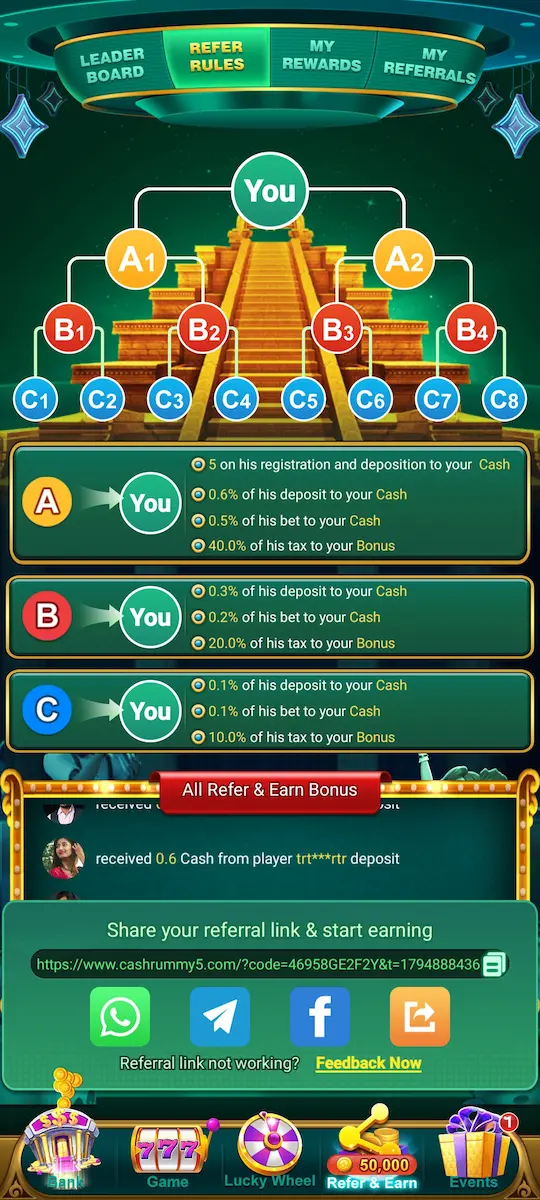 LEADER
BOARD
REFER
RULES
MY
REWARDS
MY
REFERRALS
You
A1
A2
B1
B2
B3
B4
C1
C2
C3
C4
C5
C6
C7
C8
A
You
5 on his registration and deposition to your Cash
0.6% of his deposit to your Cash
0.5% of his bet to your Cash
40.0% of his tax to your Bonus
B
You
0.3% of his deposit to your Cash
0.2% of his bet to your Cash
20.0% of his tax to your Bonus
C
You
0.1% of his deposit to your Cash
0.1% of his bet to your Cash
10.0% of his tax to your Bonus
All Refer & Earn Bonus
received
received 0.6 Cash from player trt***rtr deposit
Share your referral link & start earning
https://www.cashrummy5.com/?code=46958GE2F2Y&t=1794888436
Referral link not working? Feedback Now
$$$
777
50,000
1
Bank
Game
Lucky Wheel
Refer & Earn
Events